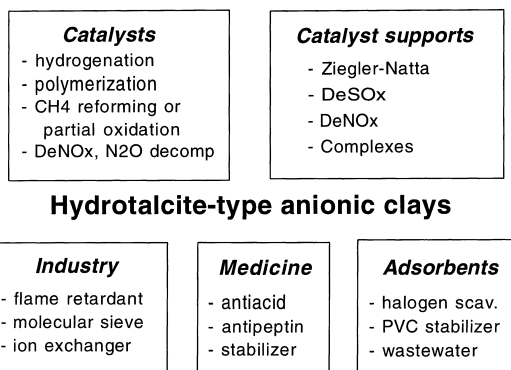 Catalysts
- hydrogenation
- polymerization
- CH4 reforming or
partial oxidation
- DeNOx, N2O decomp
Catalyst supports
- Ziegler-Natta
- DeSOx
- DeNOx
- Complexes
Hydrotalcite-type anionic clays
Industry
- flame retardant
- molecular sieve
- ion exchanger
Medicine
- antiacid
- antipeptin
- stabilizer
Adsorbents
- halogen scav.
- PVC stabilizer
- wastewater